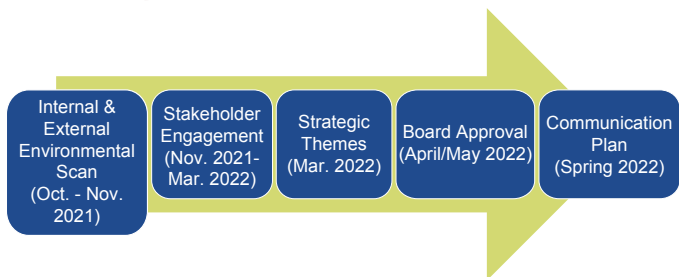 Internal &
External
Environmental
Scan
(Oct. - Nov.
2021)
Stakeholder
Engagement
(Nov. 2021-
Mar. 2022)
Strategic
Themes
(Mar. 2022)
Board Approval
(April/May 2022)
Communication
Plan
(Spring 2022)